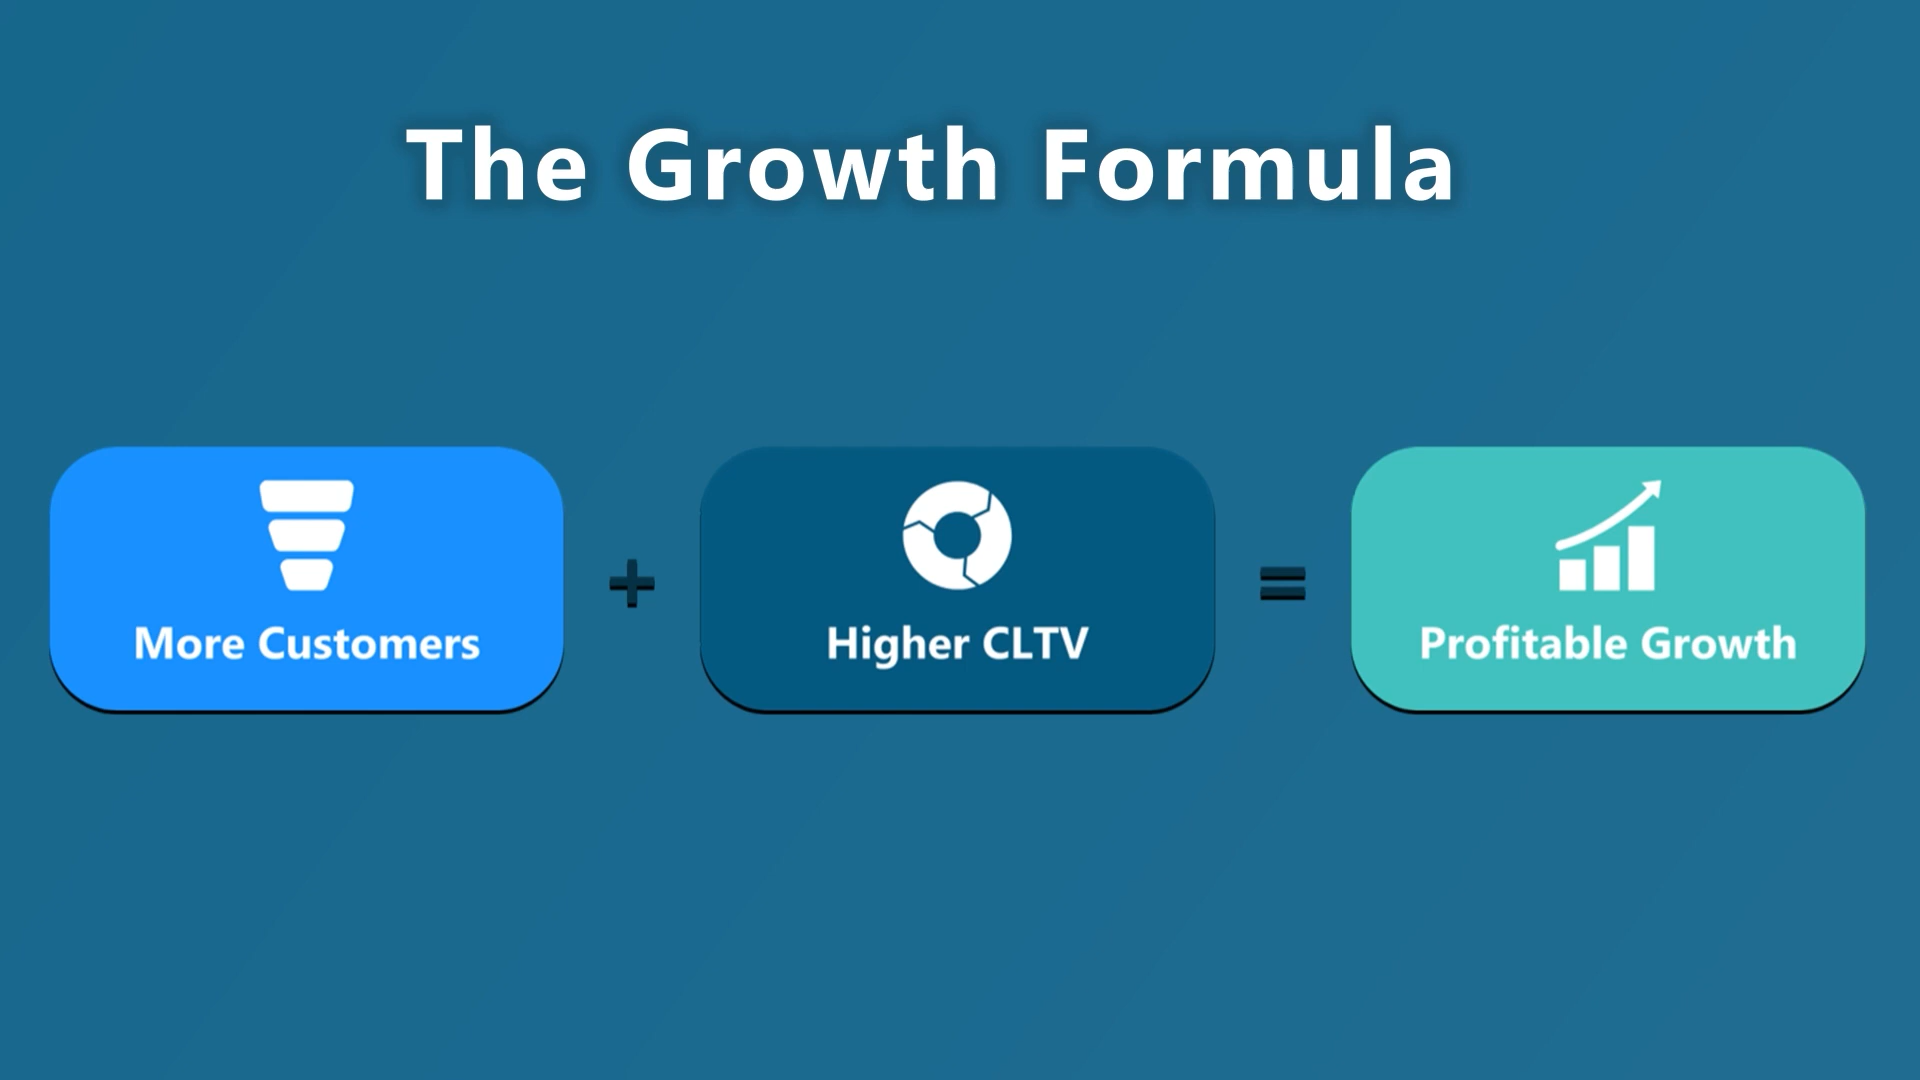 The Growth Formula
More Customers
+
Higher CLTV
=
Profitable Growth